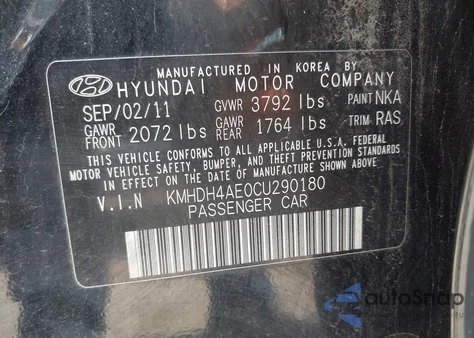 MANUFACTURED IN KOREA BY
HYUNDAI MOTOR COMPANY
SEP/02/11 GVWR 3792 lbs PAINT NKA
GAWR FRONT 2072 lbs GAWR REAR 1764 lbs TRIM RAS
THIS VEHICLE CONFORMS TO ALL APPLICABLE U.S.A. FEDERAL
MOTOR VEHICLE SAFETY, BUMPER, AND THEFT PREVENTION STANDARDS
IN EFFECT ON THE DATE OF MANUFACTURE SHOWN ABOVE.
V.I.N KMHDH4AE0CU290180
PASSENGER CAR
autoSnap